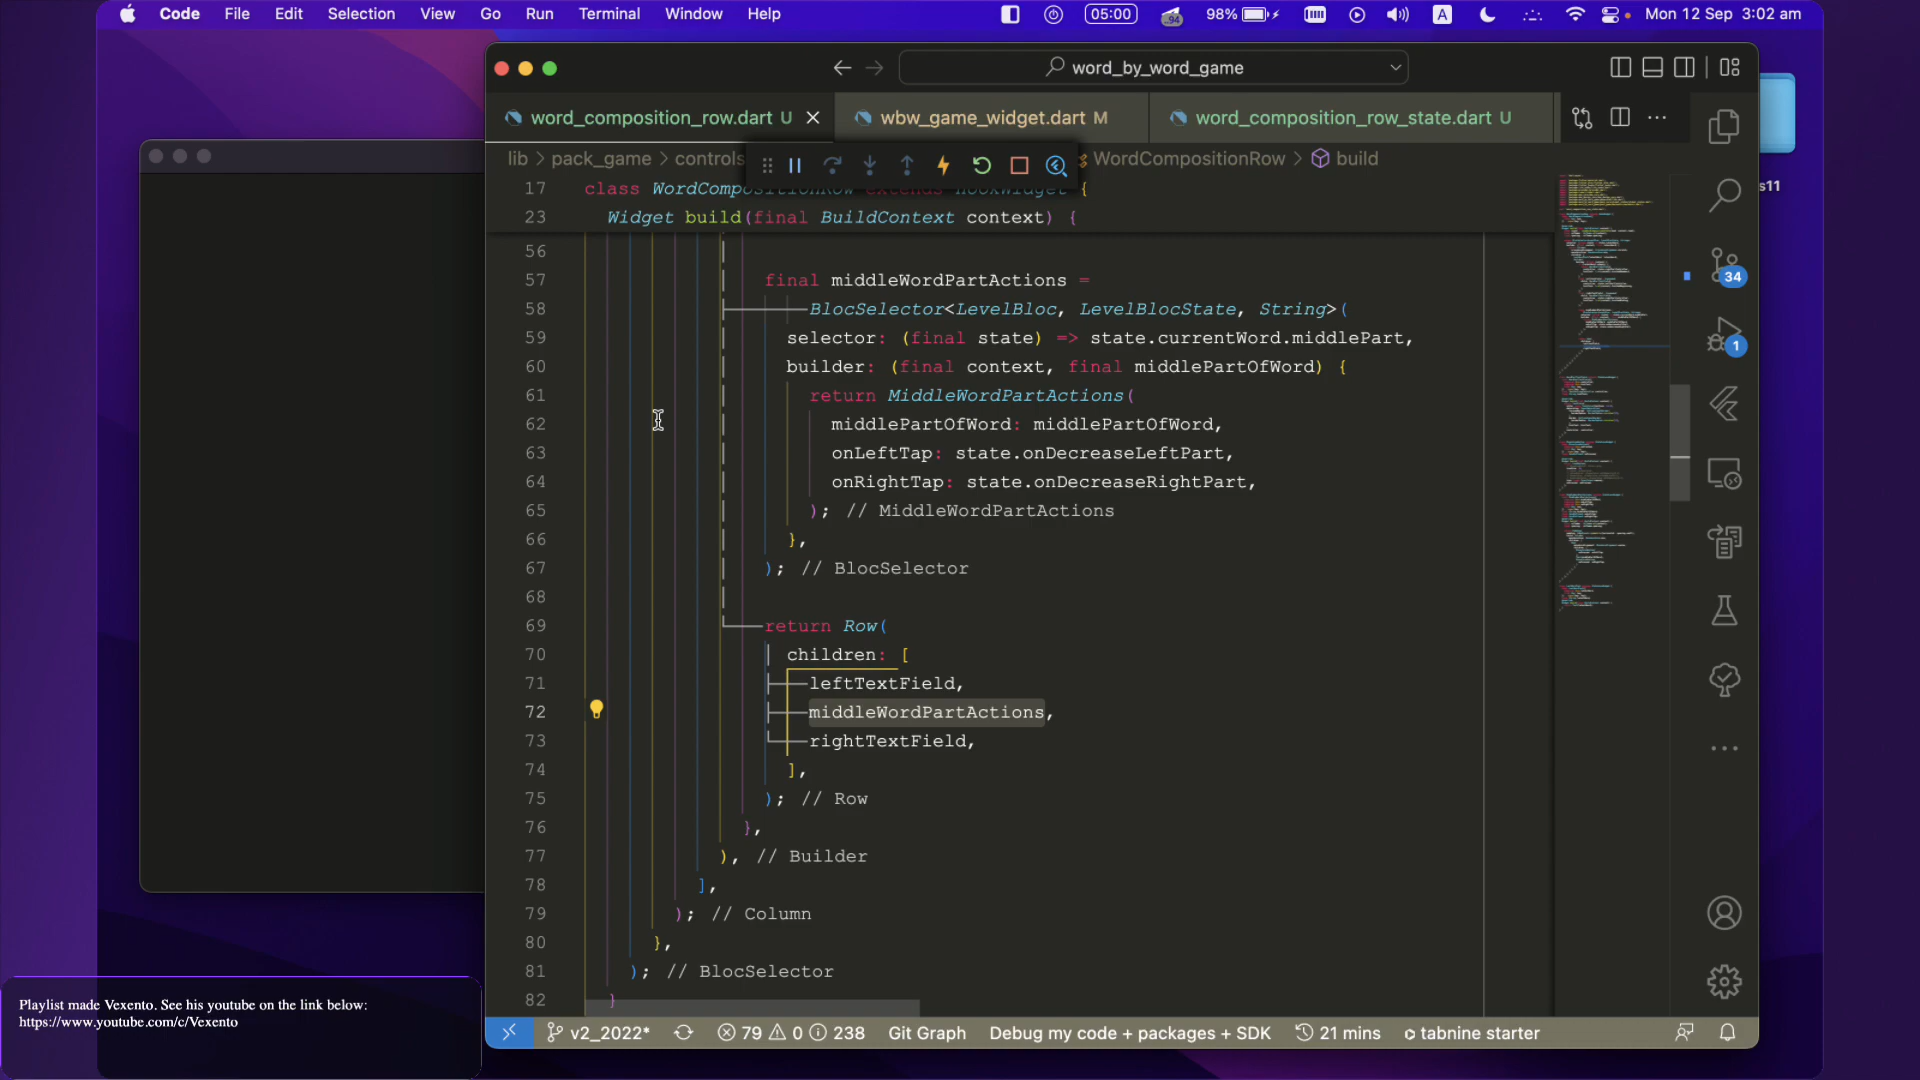 Code File Edit Selection View Go Run Terminal Window Help 05:00 94 98% A Mon 12 Sep 3:02 am
word_by_word_game
word_composition_row.dart U wbw_game_widget.dart M word_composition_row_state.dart U
lib > pack_game > controls WordCompositionRow > build
s11
17 class WordCompositionRow extends HookWidget {
23 Widget build(final BuildContext context) {
56
57 final middleWordPartActions =
58 BlocSelector<LevelBloc, LevelBlocState, String>(
59 selector: (final state) => state.currentWord.middlePart,
60 builder: (final context, final middlePartOfWord) {
61 return MiddleWordPartActions(
62 middlePartOfWord: middlePartOfWord,
63 onLeftTap: state.onDecreaseLeftPart,
64 onRightTap: state.onDecreaseRightPart,
65 ); // MiddleWordPartActions
66 },
67 ); // BlocSelector
68
69 return Row(
70 children: [
71 leftTextField,
72 middleWordPartActions,
73 rightTextField,
74 ],
75 ); // Row
76 },
77 ), // Builder
78 ],
79 ); // Column
80 },
81 ); // BlocSelector
82 }
34
1
v2_2022* 79 0 238 Git Graph Debug my code + packages + SDK 21 mins tabnine starter
Playlist made Vexento. See his youtube on the link below:
https://www.youtube.com/c/Vexento